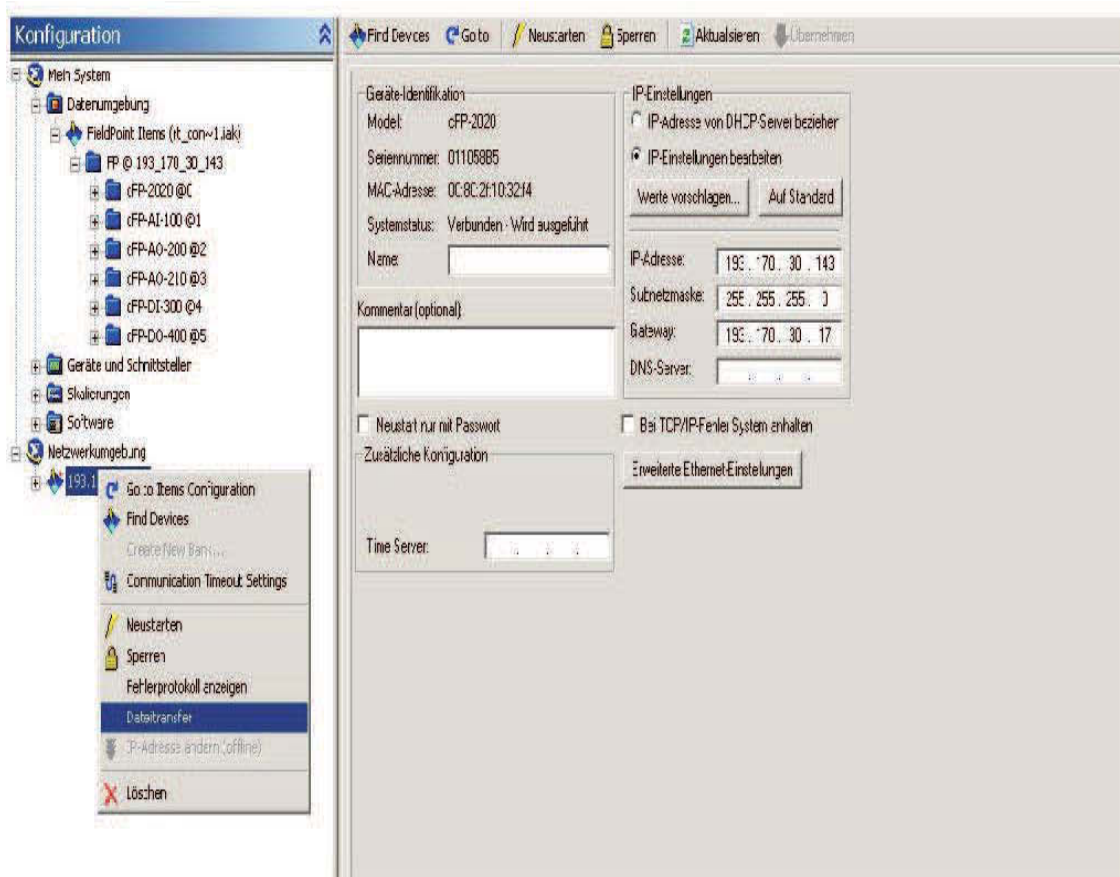 Konfiguration
Find Devices Go to Neustarten Sperren Aktualisieren Übernehmen
Mein System
Datenumgebung
FieldPoint Items (rt_con~1.iak)
FP @ 193_170_30_143
cFP-2020 @0
cFP-AI-100 @1
cFP-AO-200 @2
cFP-AO-210 @3
cFP-DI-300 @4
cFP-DO-400 @5
Geräte und Schnittstellen
Skalierungen
Software
Netzwerkumgebung
193.1
Go to Items Configuration
Find Devices
Create New Bank...
Communication Timeout Settings
Neustarten
Sperren
Fehlerprotokoll anzeigen
Dateitransfer
IP-Adresse ändern (offline)
Löschen
Geräte-Identifikation
Model: cFP-2020
Seriennummer: 011058B5
MAC-Adresse: 00:80:2f:10:32:f4
Systemstatus: Verbunden - Wird ausgeführt
Name:
Kommentar (optional)
Neustart nur mit Passwort
Zusätzliche Konfiguration
Time Server: . . .
IP-Einstellungen
IP-Adresse von DHCP-Server beziehen
IP-Einstellungen bearbeiten
Werte vorschlagen... Auf Standard
IP-Adresse: 193 . 170 . 30 . 143
Subnetzmaske: 255 . 255 . 255 . 0
Gateway: 193 . 170 . 30 . 17
DNS-Server: . . .
Bei TCP/IP-Fehler System anhalten
Erweiterte Ethernet-Einstellungen